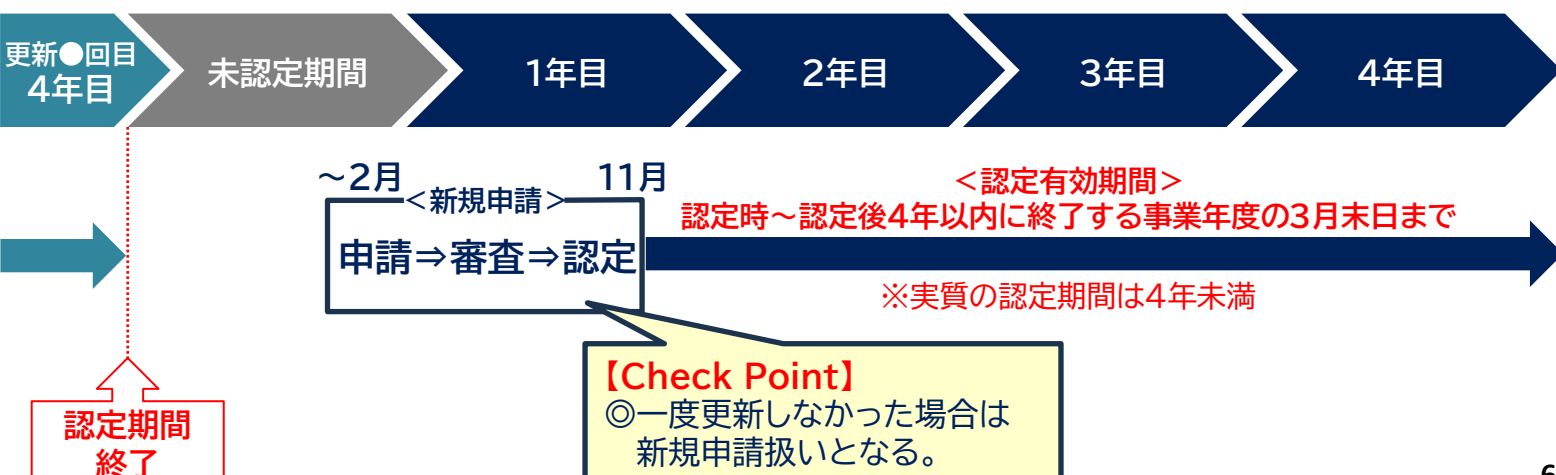 更新●回目
4年目
未認定期間
1年目
2年目
3年目
4年目
～2月
＜新規申請＞
11月
申請⇒審査⇒認定
＜認定有効期間＞
認定時～認定後4年以内に終了する事業年度の3月末日まで
※実質の認定期間は4年未満
【Check Point】
◎一度更新しなかった場合は
新規申請扱いとなる。
認定期間
終了